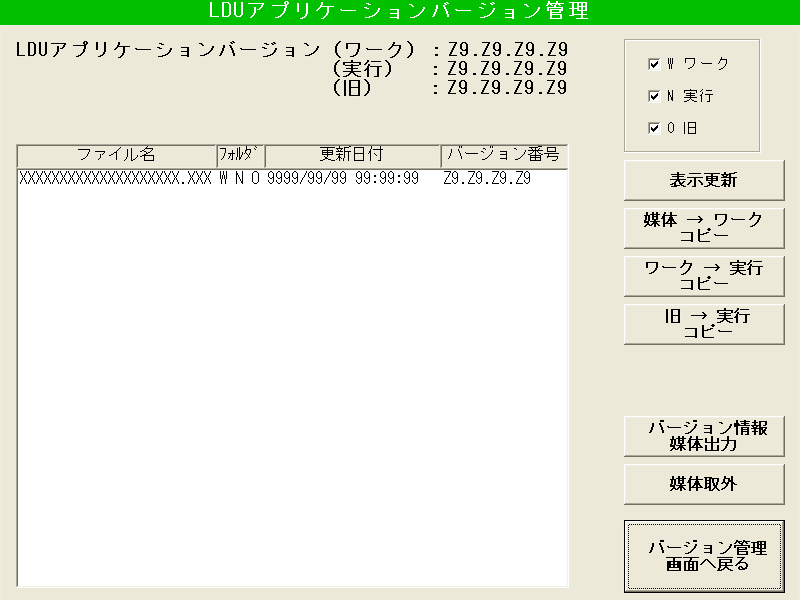 LDUアプリケーションバージョン管理
LDUアプリケーションバージョン (ワーク) : Z9.Z9.Z9.Z9
(実行) : Z9.Z9.Z9.Z9
(旧) : Z9.Z9.Z9.Z9
W ワーク
N 実行
O 旧
ファイル名 ﾌｫﾙﾀﾞ 更新日付 バージョン番号
XXXXXXXXXXXXXXXXXXXX.XXX W N O 9999/99/99 99:99:99 Z9.Z9.Z9.Z9
表示更新
媒体 → ワーク
コピー
ワーク → 実行
コピー
旧 → 実行
コピー
バージョン情報
媒体出力
媒体取外
バージョン管理
画面へ戻る